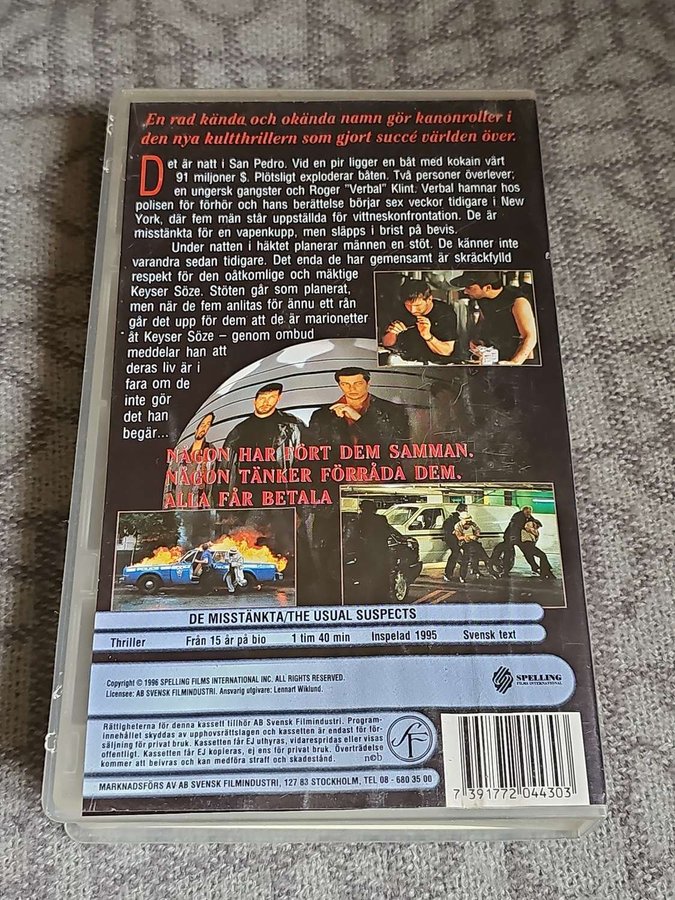 En rad kända och okända namn gör kanonroller i
den nya kultthrillern som gjort succé världen över.
Det är natt i San Pedro. Vid en pir ligger en båt med kokain värt
91 miljoner $. Plötsligt exploderar båten. Två personer överlever;
en ungersk gangster och Roger "Verbal" Klint. Verbal hamnar hos
polisen för förhör och hans berättelse börjar sex veckor tidigare i New
York, där fem män står uppställda för vittneskonfrontation. De är
misstänkta för en vapenkupp, men släpps i brist på bevis.
Under natten i häktet planerar männen en stöt. De känner inte
varandra sedan tidigare. Det enda de har gemensamt är skräckfylld
respekt för den oåtkomlige och mäktige
Keyser Söze. Stöten går som planerat,
men när de fem anlitas för ännu ett rån
går det upp för dem att de är marionetter
åt Keyser Söze – genom ombud
meddelar han att
deras liv är i
fara om de
inte gör
det han
begär...
NÅGON HAR FÖRT DEM SAMMAN.
NÅGON TÄNKER FÖRRÅDA DEM.
ALLA FÅR BETALA
DE MISSTÄNKTA/THE USUAL SUSPECTS
Thriller Från 15 år på bio 1 tim 40 min Inspelad 1995 Svensk text
Copyright © 1996 SPELLING FILMS INTERNATIONAL INC. ALL RIGHTS RESERVED.
Licensee: AB SVENSK FILMINDUSTRI. Ansvarig utgivare: Lennart Wiklund.
SPELLING
FILMS INTERNATIONAL
Rättigheterna för denna kassett tillhör AB Svensk Filmindustri. Program-
innehållet skyddas av upphovsrättslagen och kassetten är endast för för-
säljning för privat bruk. Kassetten får EJ uthyras, vidarespridas eller visas
offentligt. Kassetten får EJ kopieras, ej ens för privat bruk. Överträdelse
kommer att beivras och kan medföra straff och skadestånd. n©b
SF
MARKNADSFÖRS AV AB SVENSK FILMINDUSTRI, 127 83 STOCKHOLM, TEL 08 - 680 35 00
7 391772 044303